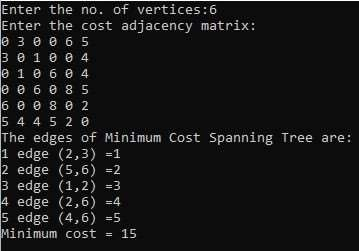 Enter the no. of vertices:6
Enter the cost adjacency matrix:
0 3 0 0 6 5
3 0 1 0 0 4
0 1 0 6 0 4
0 0 6 0 8 5
6 0 0 8 0 2
5 4 4 5 2 0
The edges of Minimum Cost Spanning Tree are:
1 edge (2,3) =1
2 edge (5,6) =2
3 edge (1,2) =3
4 edge (2,6) =4
5 edge (4,6) =5
Minimum cost = 15